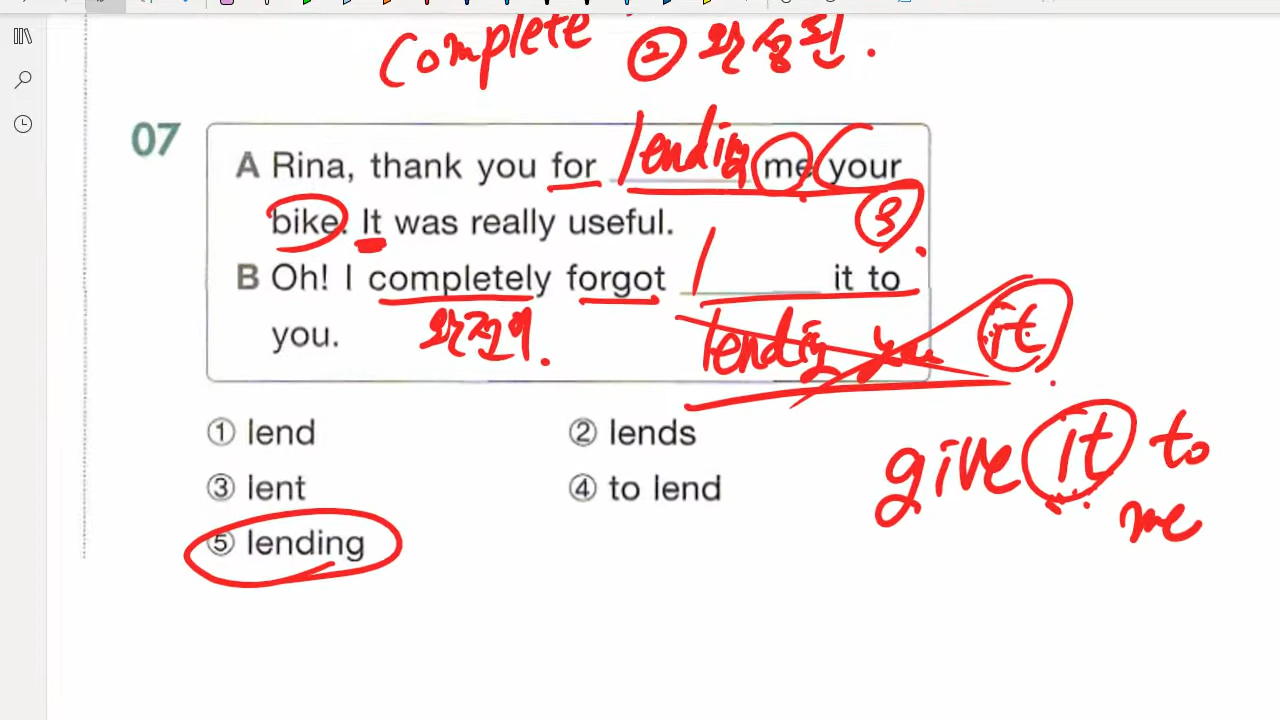 complete ② 완성된.
07
A Rina, thank you for lending me your
③
bike. It was really useful.
B Oh! I completely forgot l it to
you. 완전히. lending you it
① lend ② lends
give it to
③ lent ④ to lend
me
⑤ lending